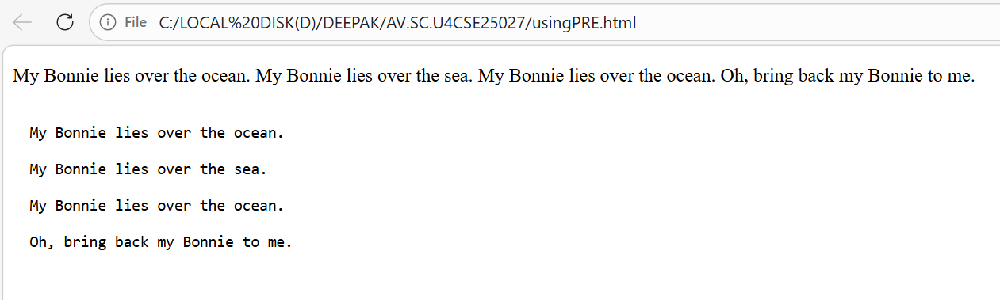 File C:/LOCAL%20DISK(D)/DEEPAK/AV.SC.U4CSE25027/usingPRE.html
My Bonnie lies over the ocean. My Bonnie lies over the sea. My Bonnie lies over the ocean. Oh, bring back my Bonnie to me.
My Bonnie lies over the ocean.
My Bonnie lies over the sea.
My Bonnie lies over the ocean.
Oh, bring back my Bonnie to me.